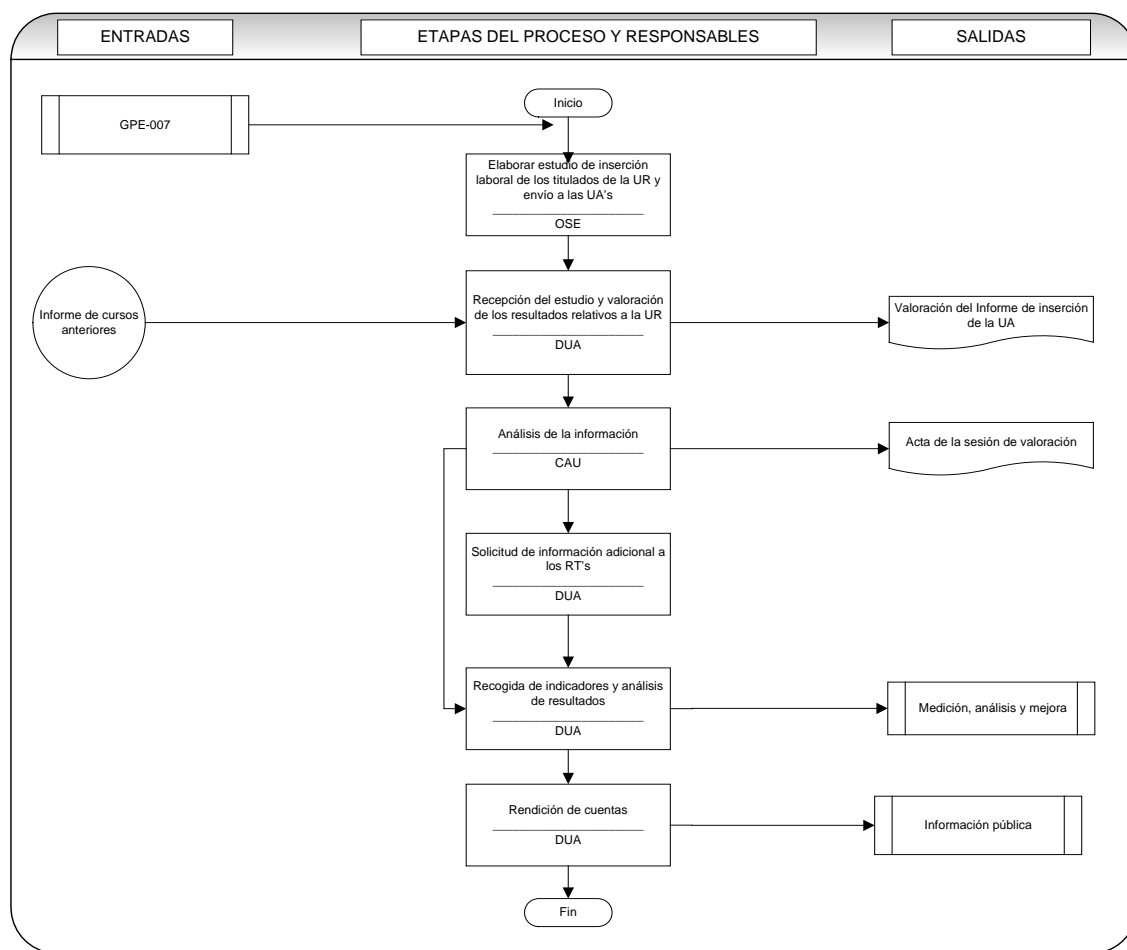 ENTRADAS
ETAPAS DEL PROCESO Y RESPONSABLES
SALIDAS
Inicio
GPE-007
Elaborar estudio de inserción
laboral de los titulados de la UR y
envío a las UA’s
OSE
Informe de cursos
anteriores
Recepción del estudio y valoración
de los resultados relativos a la UR
DUA
Valoración del Informe de inserción
de la UA
Análisis de la información
CAU
Acta de la sesión de valoración
Solicitud de información adicional a
los RT’s
DUA
Recogida de indicadores y análisis
de resultados
DUA
Medición, análisis y mejora
Rendición de cuentas
DUA
Información pública
Fin